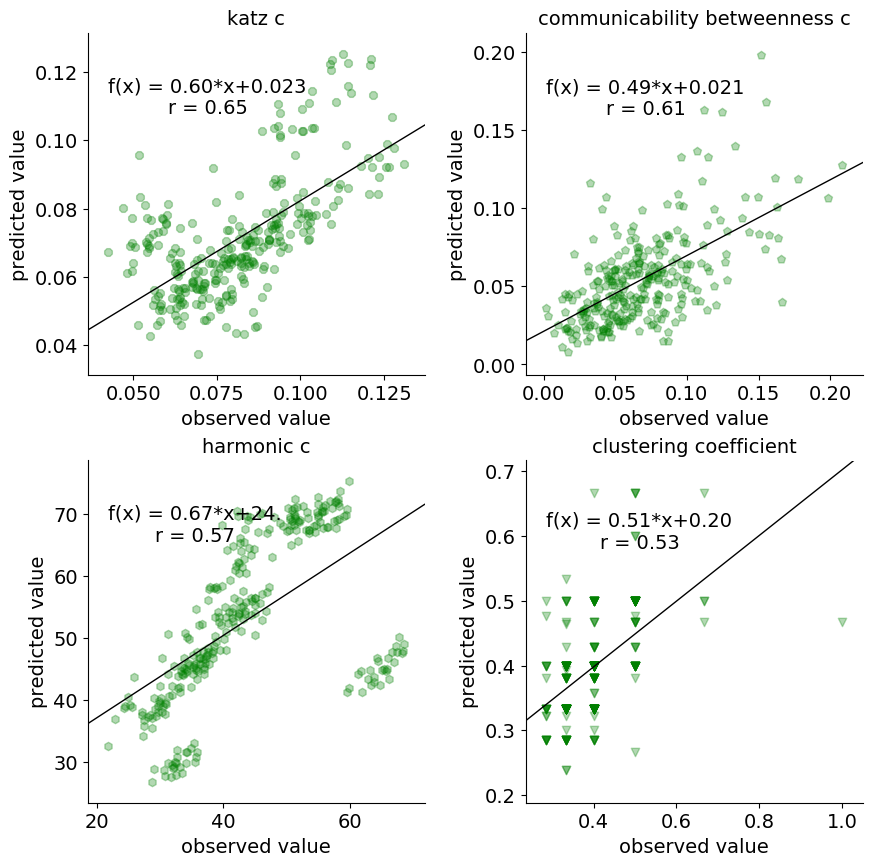 katz c
f(x) = 0.60*x+0.023
r = 0.65
predicted value
0.12
0.10
0.08
0.06
0.04
0.050 0.075 0.100 0.125
observed value
communicability betweenness c
f(x) = 0.49*x+0.021
r = 0.61
predicted value
0.20
0.15
0.10
0.05
0.00
0.00 0.05 0.10 0.15 0.20
observed value
harmonic c
f(x) = 0.67*x+24.
r = 0.57
predicted value
70
60
50
40
30
20 40 60
observed value
clustering coefficient
f(x) = 0.51*x+0.20
r = 0.53
predicted value
0.7
0.6
0.5
0.4
0.3
0.2
0.4 0.6 0.8 1.0
observed value